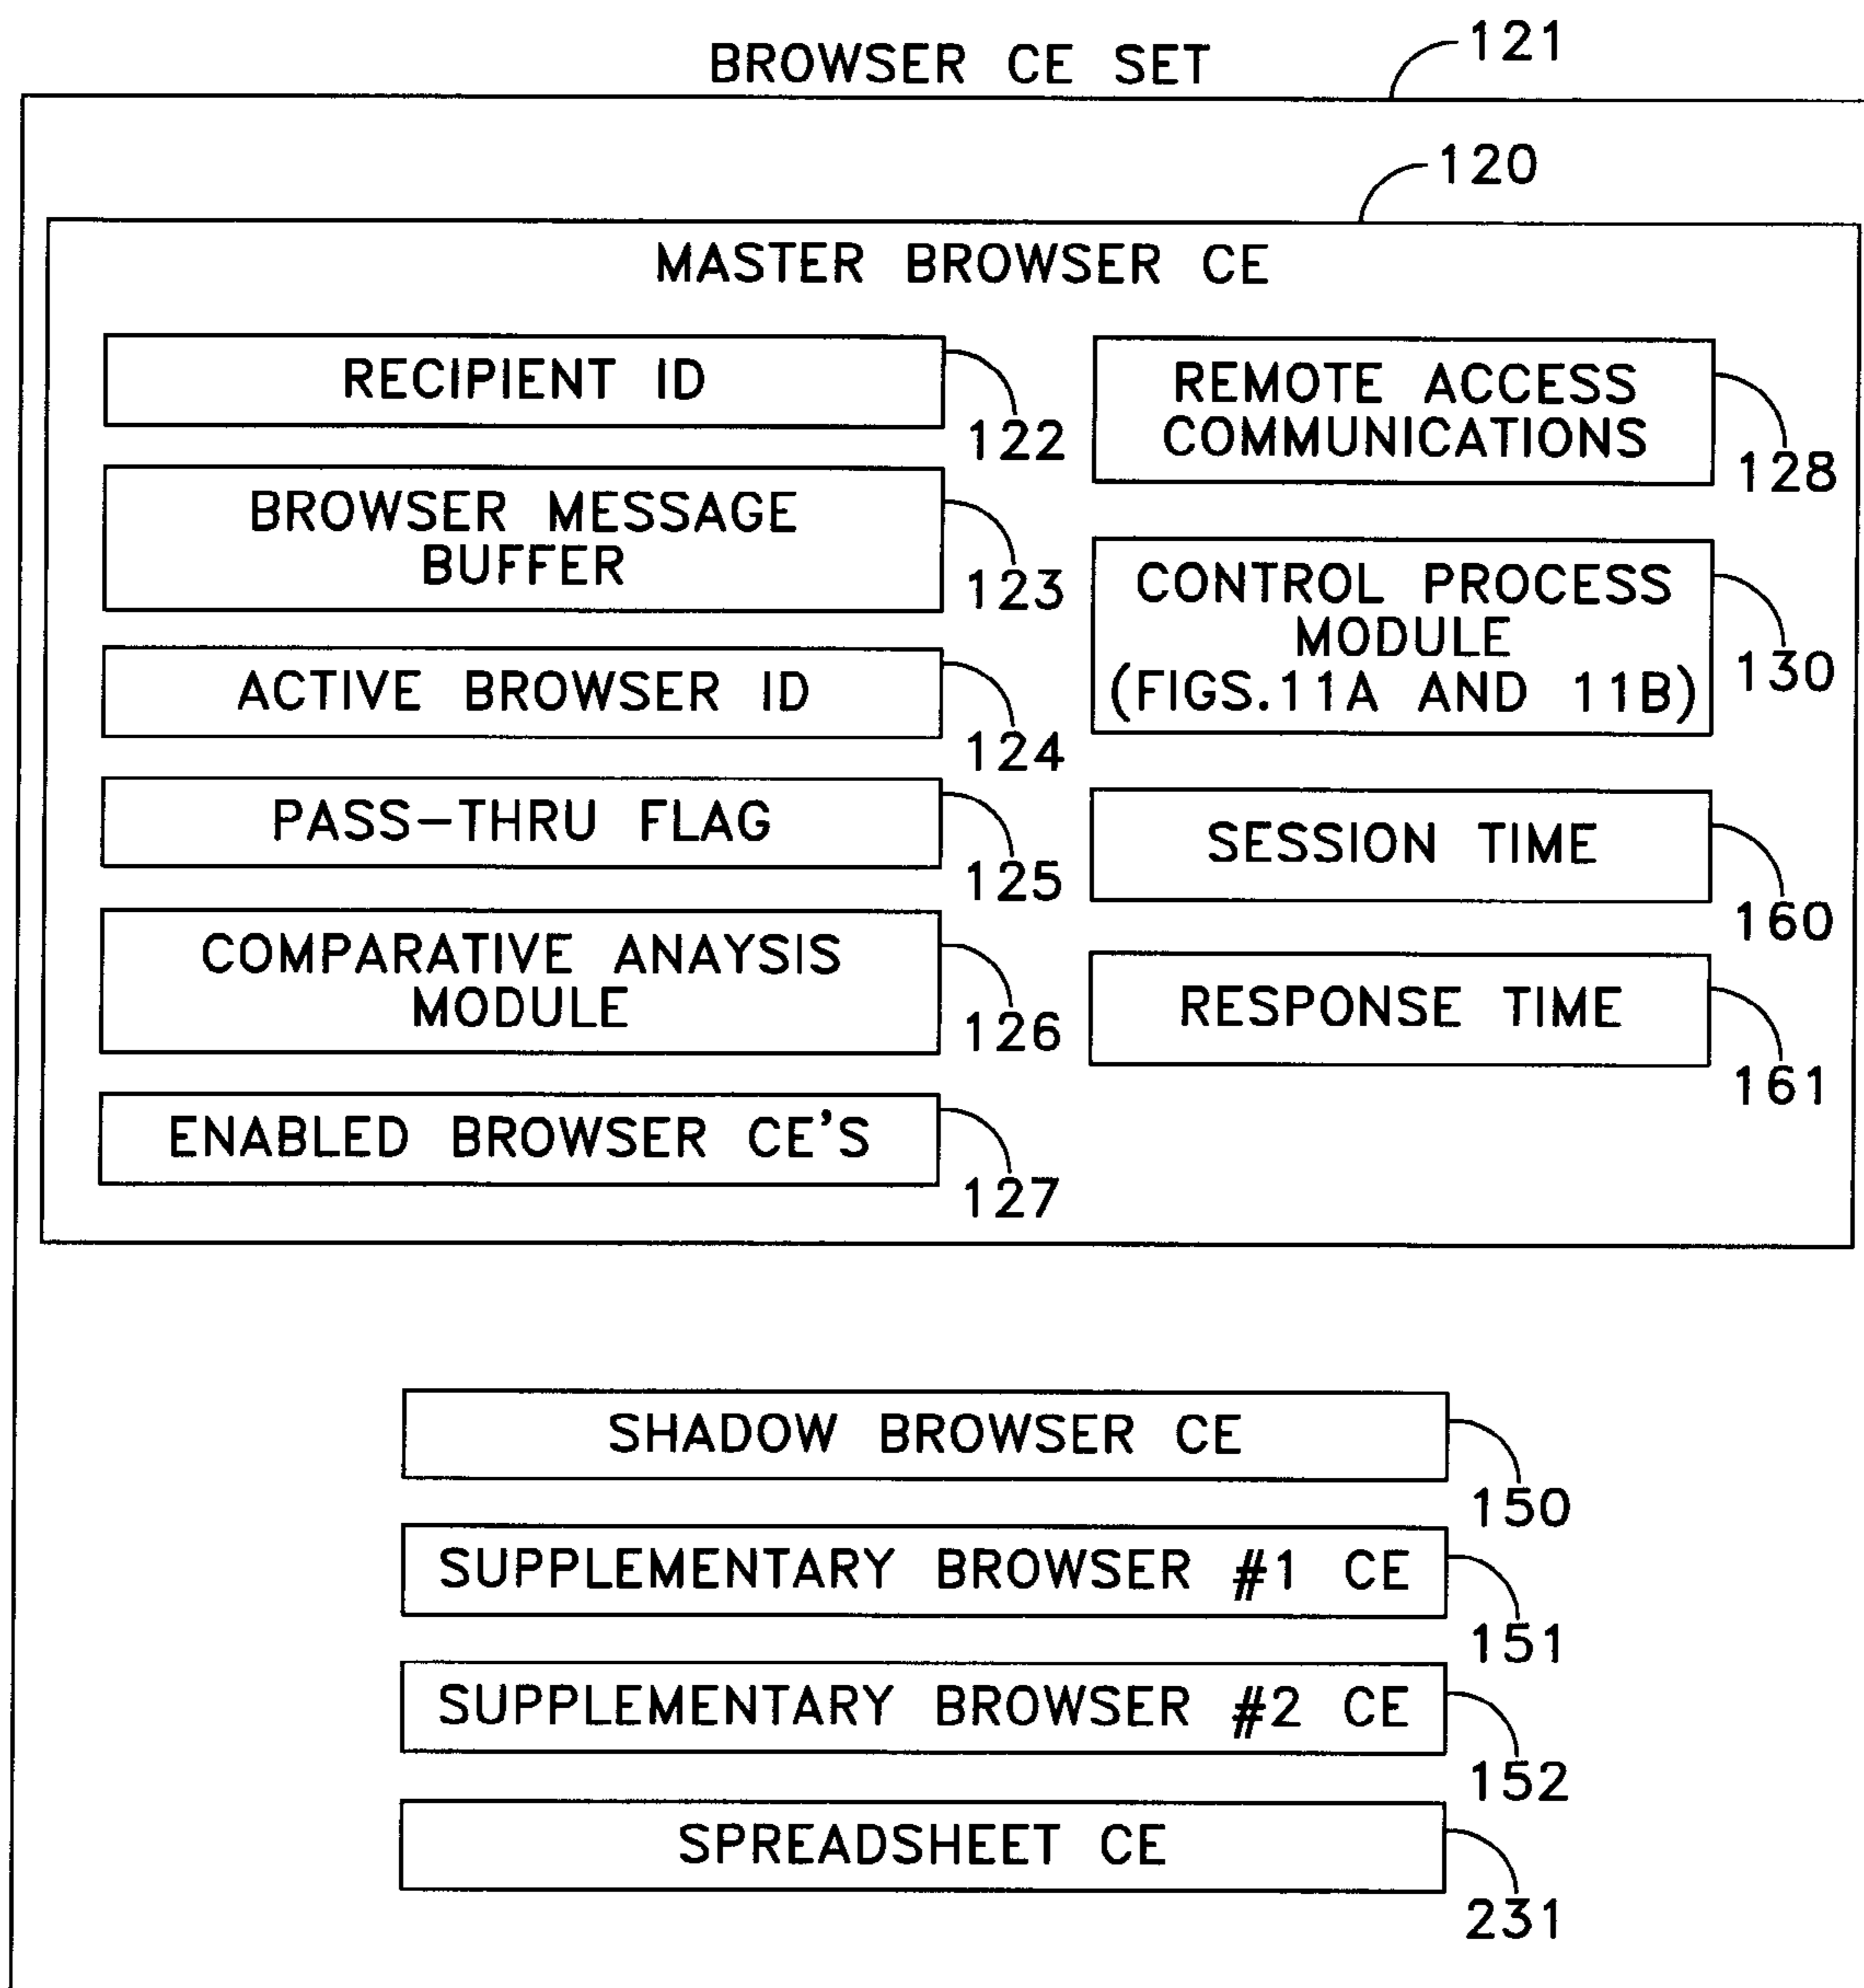 BROWSER CE SET
121
120
MASTER BROWSER CE
RECIPIENT ID
122
BROWSER MESSAGE
BUFFER
123
ACTIVE BROWSER ID
124
PASS-THRU FLAG
125
COMPARATIVE ANAYSIS
MODULE
126
ENABLED BROWSER CE'S
127
REMOTE ACCESS
COMMUNICATIONS
128
CONTROL PROCESS
MODULE
(FIGS.11A AND 11B)
130
SESSION TIME
160
RESPONSE TIME
161
SHADOW BROWSER CE
150
SUPPLEMENTARY BROWSER #1 CE
151
SUPPLEMENTARY BROWSER #2 CE
152
SPREADSHEET CE
231